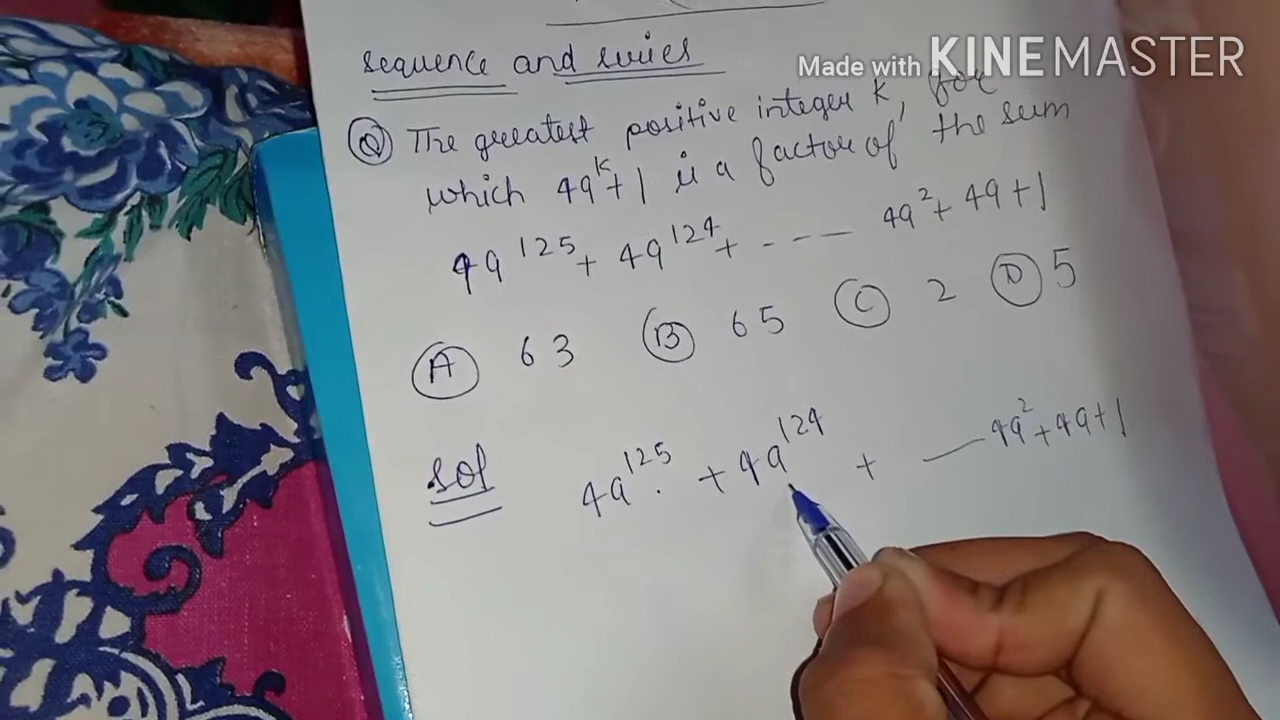 Made with KINEMASTER
sequence and series
Q The greatest positive integer K, for
which 49^k+1 is a factor of the sum
49^125 + 49^124 + --- 49^2 + 49 + 1
A 63 B 65 C 2 D 5
Sol 49^125 + 49^124 + — 49^2 + 49 + 1